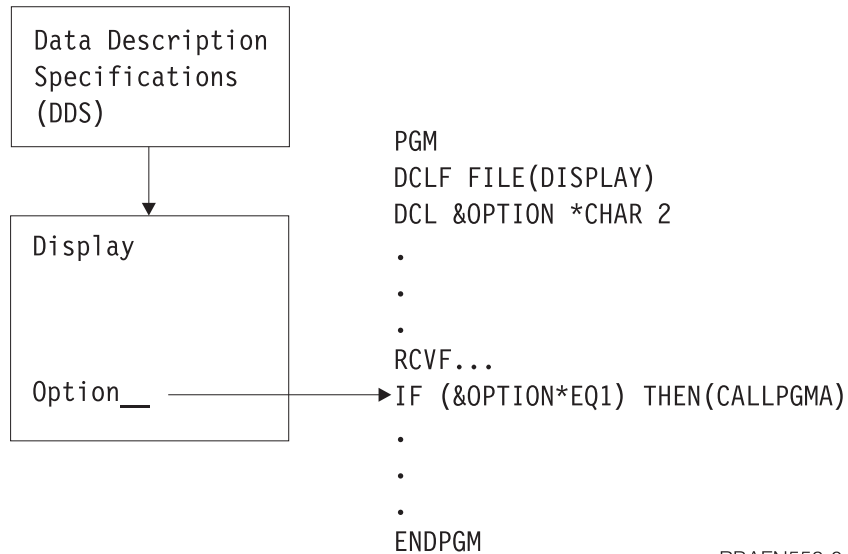 Data Description
Specifications
(DDS)
Display
Option__
PGM
DCLF FILE(DISPLAY)
DCL &OPTION *CHAR 2
.
.
.
RCVF...
IF (&OPTION*EQ1) THEN(CALLPGMA)
.
.
.
ENDPGM